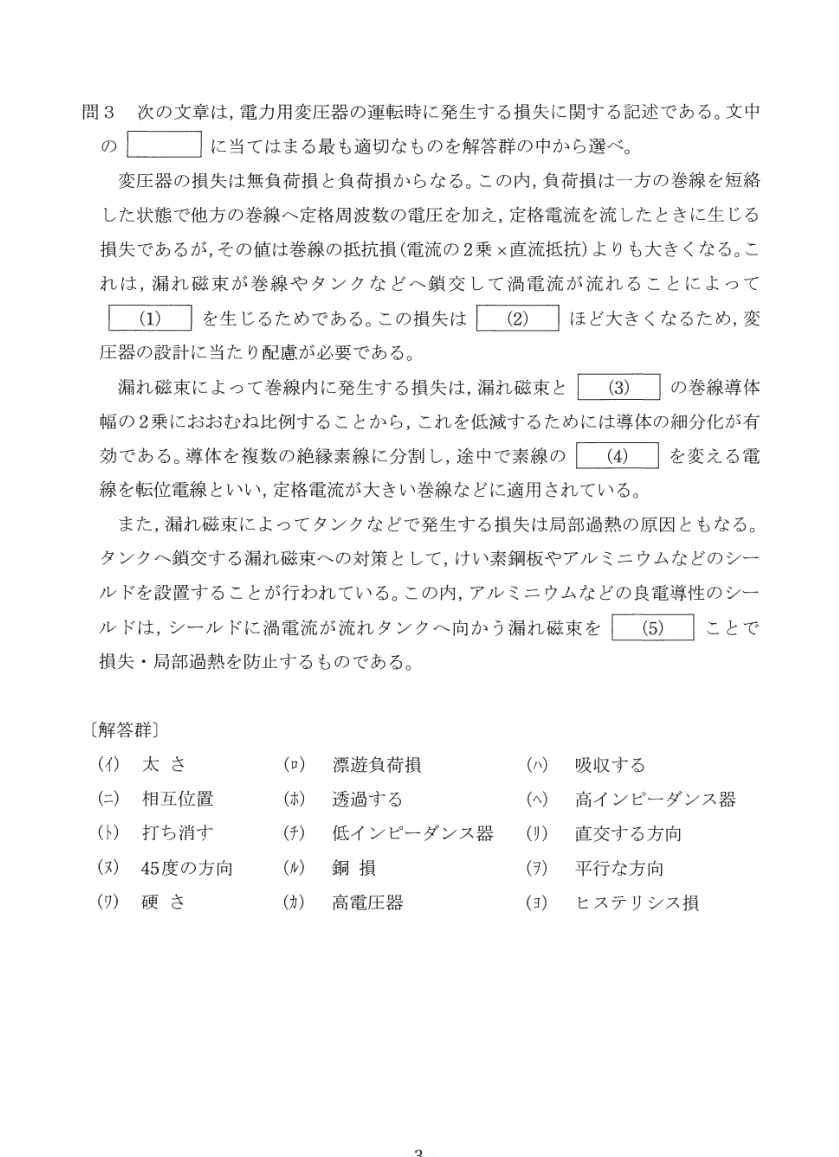 問３　次の文章は，電力用変圧器の運転時に発生する損失に関する記述である。文中
の　　　　に当てはまる最も適切なものを解答群の中から選べ。
変圧器の損失は無負荷損と負荷損からなる。この内，負荷損は一方の巻線を短絡
した状態で他方の巻線へ定格周波数の電圧を加え，定格電流を流したときに生じる
損失であるが，その値は巻線の抵抗損(電流の２乗×直流抵抗)よりも大きくなる。こ
れは，漏れ磁束が巻線やタンクなどへ鎖交して渦電流が流れることによって
(1) を生じるためである。この損失は (2) ほど大きくなるため，変
圧器の設計に当たり配慮が必要である。
漏れ磁束によって巻線内に発生する損失は，漏れ磁束と (3) の巻線導体
幅の２乗におおむね比例することから，これを低減するためには導体の細分化が有
効である。導体を複数の絶縁素線に分割し，途中で素線の (4) を変える電
線を転位電線といい，定格電流が大きい巻線などに適用されている。
また，漏れ磁束によってタンクなどで発生する損失は局部過熱の原因ともなる。
タンクへ鎖交する漏れ磁束への対策として，けい素鋼板やアルミニウムなどのシー
ルドを設置することが行われている。この内，アルミニウムなどの良電導性のシー
ルドは，シールドに渦電流が流れタンクへ向かう漏れ磁束を (5) ことで
損失・局部過熱を防止するものである。
〔解答群〕
(ｲ) 太さ (ﾛ) 漂遊負荷損 (ﾊ) 吸収する
(ﾆ) 相互位置 (ﾎ) 透過する (ﾍ) 高インピーダンス器
(ﾄ) 打ち消す (ﾁ) 低インピーダンス器 (ﾘ) 直交する方向
(ﾇ) 45度の方向 (ﾙ) 銅損 (ｦ) 平行な方向
(ﾜ) 硬さ (ｶ) 高電圧器 (ﾖ) ヒステリシス損
3